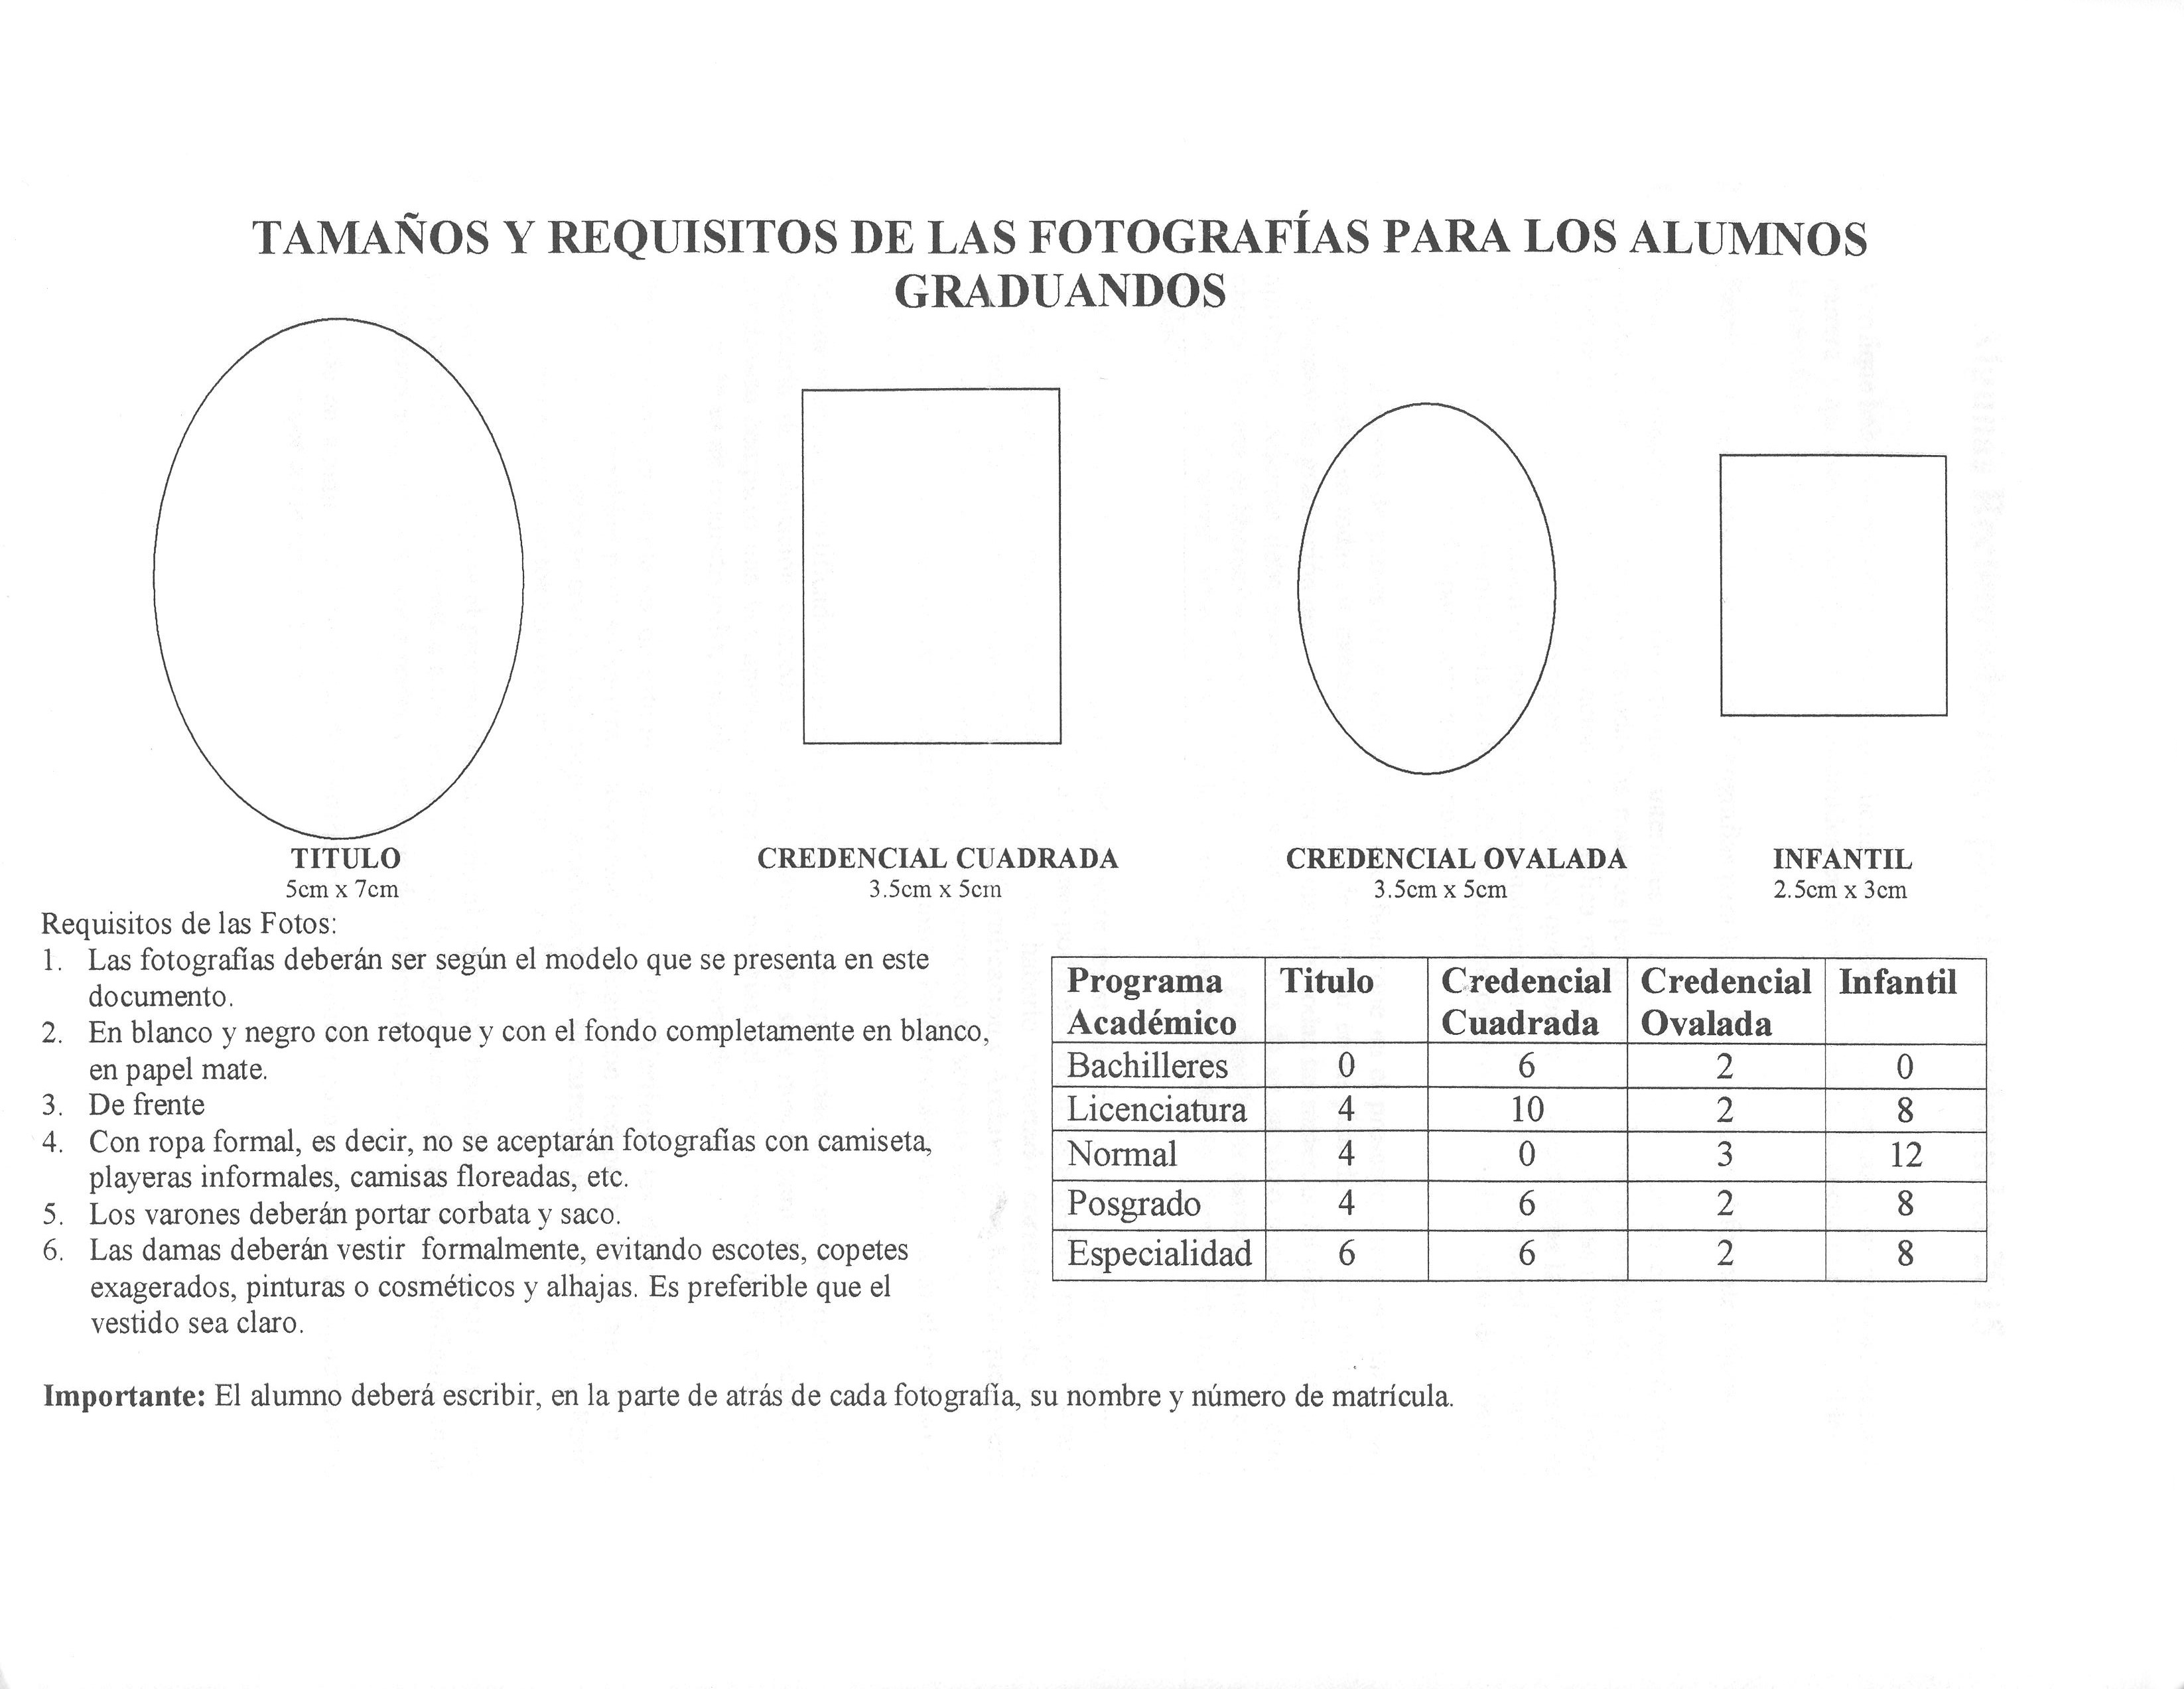 TAMAÑOS Y REQUISITOS DE LAS FOTOGRAFÍAS PARA LOS ALUMNOS
GRADUANDOS
TITULO
5cm x 7cm
CREDENCIAL CUADRADA
3.5cm x 5cm
CREDENCIAL OVALADA
3.5cm x 5cm
INFANTIL
2.5cm x 3cm
Requisitos de las Fotos:
1. Las fotografías deberán ser según el modelo que se presenta en este
documento.
2. En blanco y negro con retoque y con el fondo completamente en blanco,
en papel mate.
3. De frente
4. Con ropa formal, es decir, no se aceptarán fotografías con camiseta,
playeras informales, camisas floreadas, etc.
5. Los varones deberán portar corbata y saco.
6. Las damas deberán vestir formalmente, evitando escotes, copetes
exagerados, pinturas o cosméticos y alhajas. Es preferible que el
vestido sea claro.
Programa Titulo Credencial Credencial Infantil
Académico Cuadrada Ovalada
Bachilleres 0 6 2 0
Licenciatura 4 10 2 8
Normal 4 0 3 12
Posgrado 4 6 2 8
Especialidad 6 6 2 8
Importante: El alumno deberá escribir, en la parte de atrás de cada fotografía, su nombre y número de matrícula.